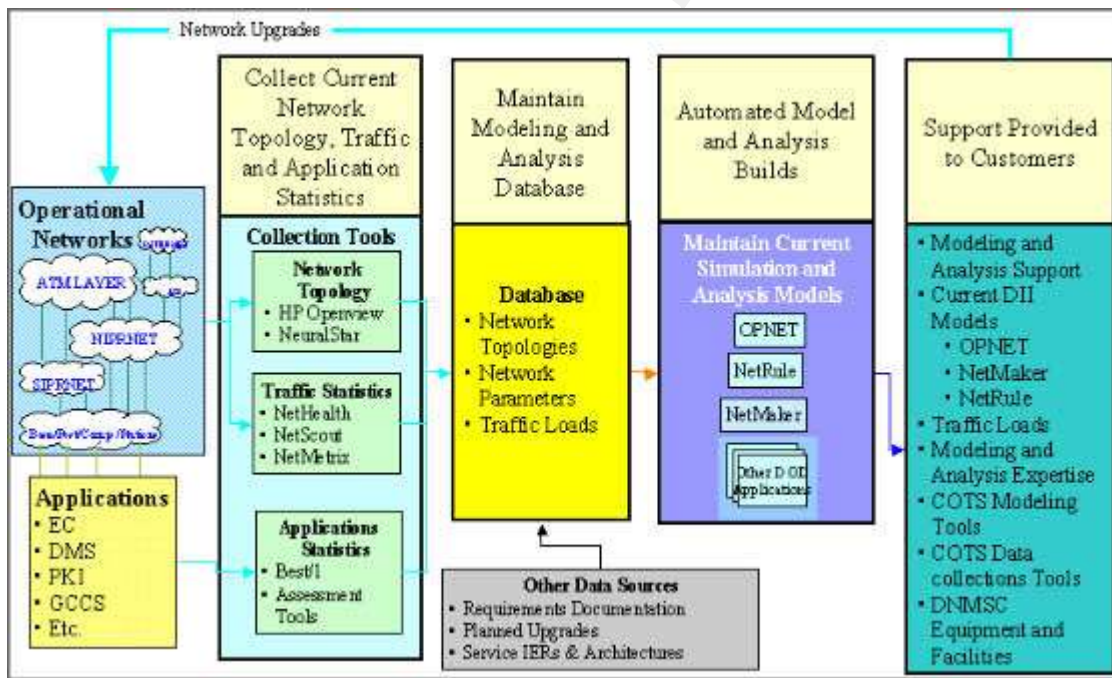 Network Upgrades
Collect Current
Network
Topology, Traffic
and Application
Statistics
Maintain
Modeling and
Analysis
Database
Automated Model
and Analysis
Builds
Support Provided
to Customers
Operational
Networks
ATM LAYER
NIPRNET
SIPRNET
Applications
• EC
• DMS
• PKI
• GCCS
• Etc.
Collection Tools
Network
Topology
• HP Openview
• NeuralStar
Traffic Statistics
• NetHealth
• NetScout
• NetMetrix
Applications
Statistics
• Best/1
• Assessment
Tools
Database
• Network
Topologies
• Network
Parameters
• Traffic Loads
Other Data Sources
• Requirements Documentation
• Planned Upgrades
• Service IERs & Architectures
Maintain Current
Simulation and
Analysis Models
OPNET
NetRule
NetMaker
Other D OD
Applications
• Modeling and
Analysis Support
• Current DII
Models
• OPNET
• NetMaker
• NetRule
• Traffic Loads
• Modeling and
Analysis Expertise
• COTS Modeling
Tools
• COTS Data
collections Tools
• DNMSC
Equipment and
Facilities